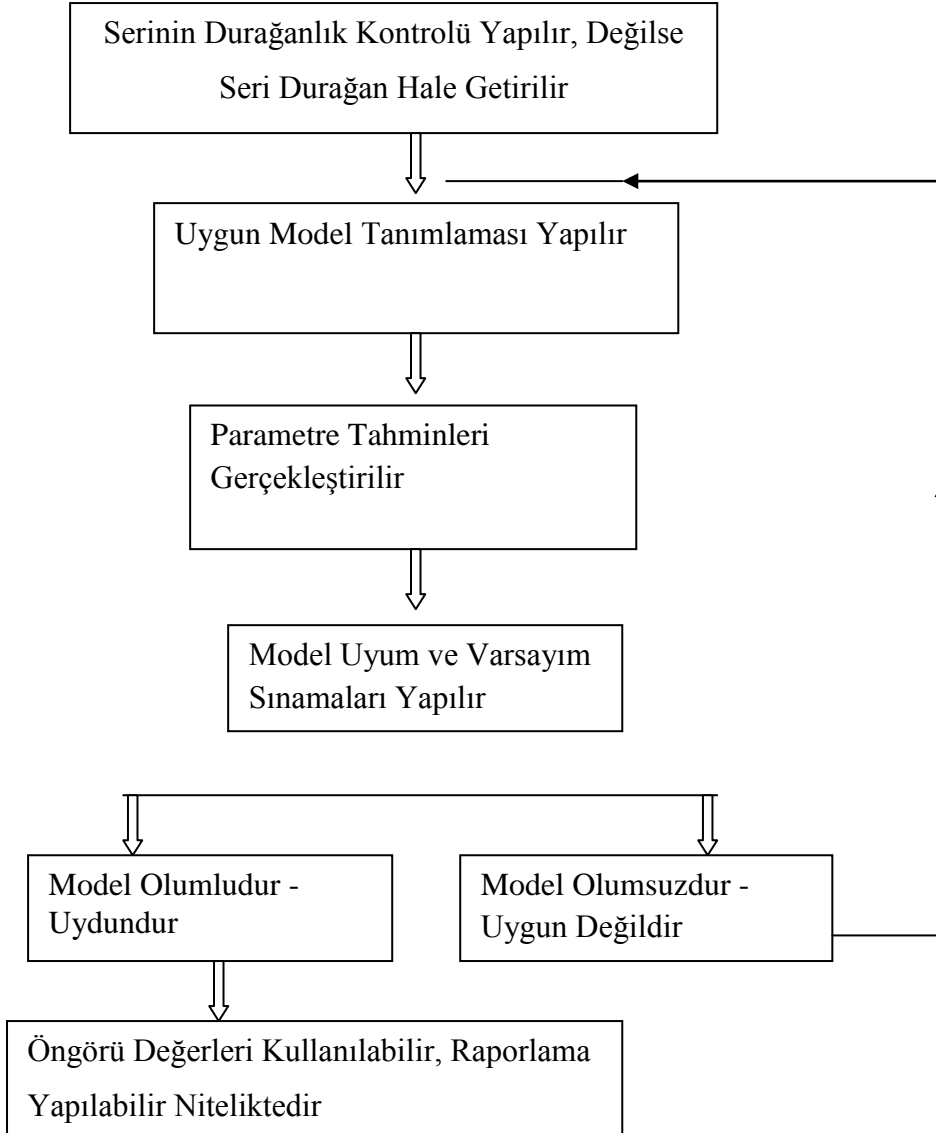 Serinin Durağanlık Kontrolü Yapılır, Değilse
Seri Durağan Hale Getirilir
Uygun Model Tanımlaması Yapılır
Parametre Tahminleri
Gerçekleştirilir
Model Uyum ve Varsayım
Sınamaları Yapılır
Model Olumludur -
Uydundur
Model Olumsuzdur -
Uygun Değildir
Öngörü Değerleri Kullanılabilir, Raporlama
Yapılabilir Niteliktedir